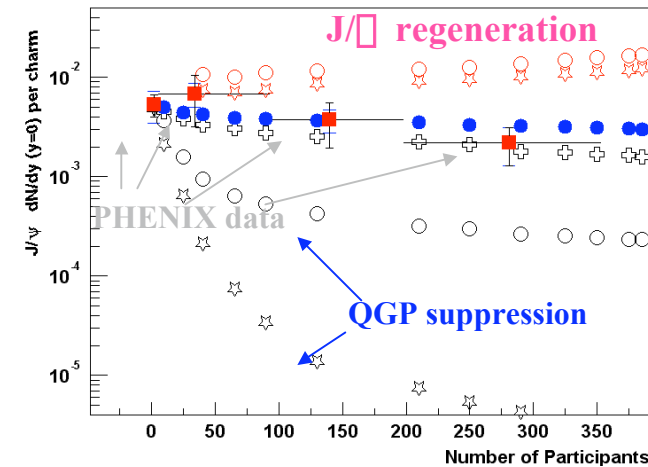 J/▯ regeneration
10⁻²
10⁻³
10⁻⁴
10⁻⁵
J/ψ dN/dy {y=0} per charm
PHENIX data
QGP suppression
0 50 100 150 200 250 300 350
Number of Participants